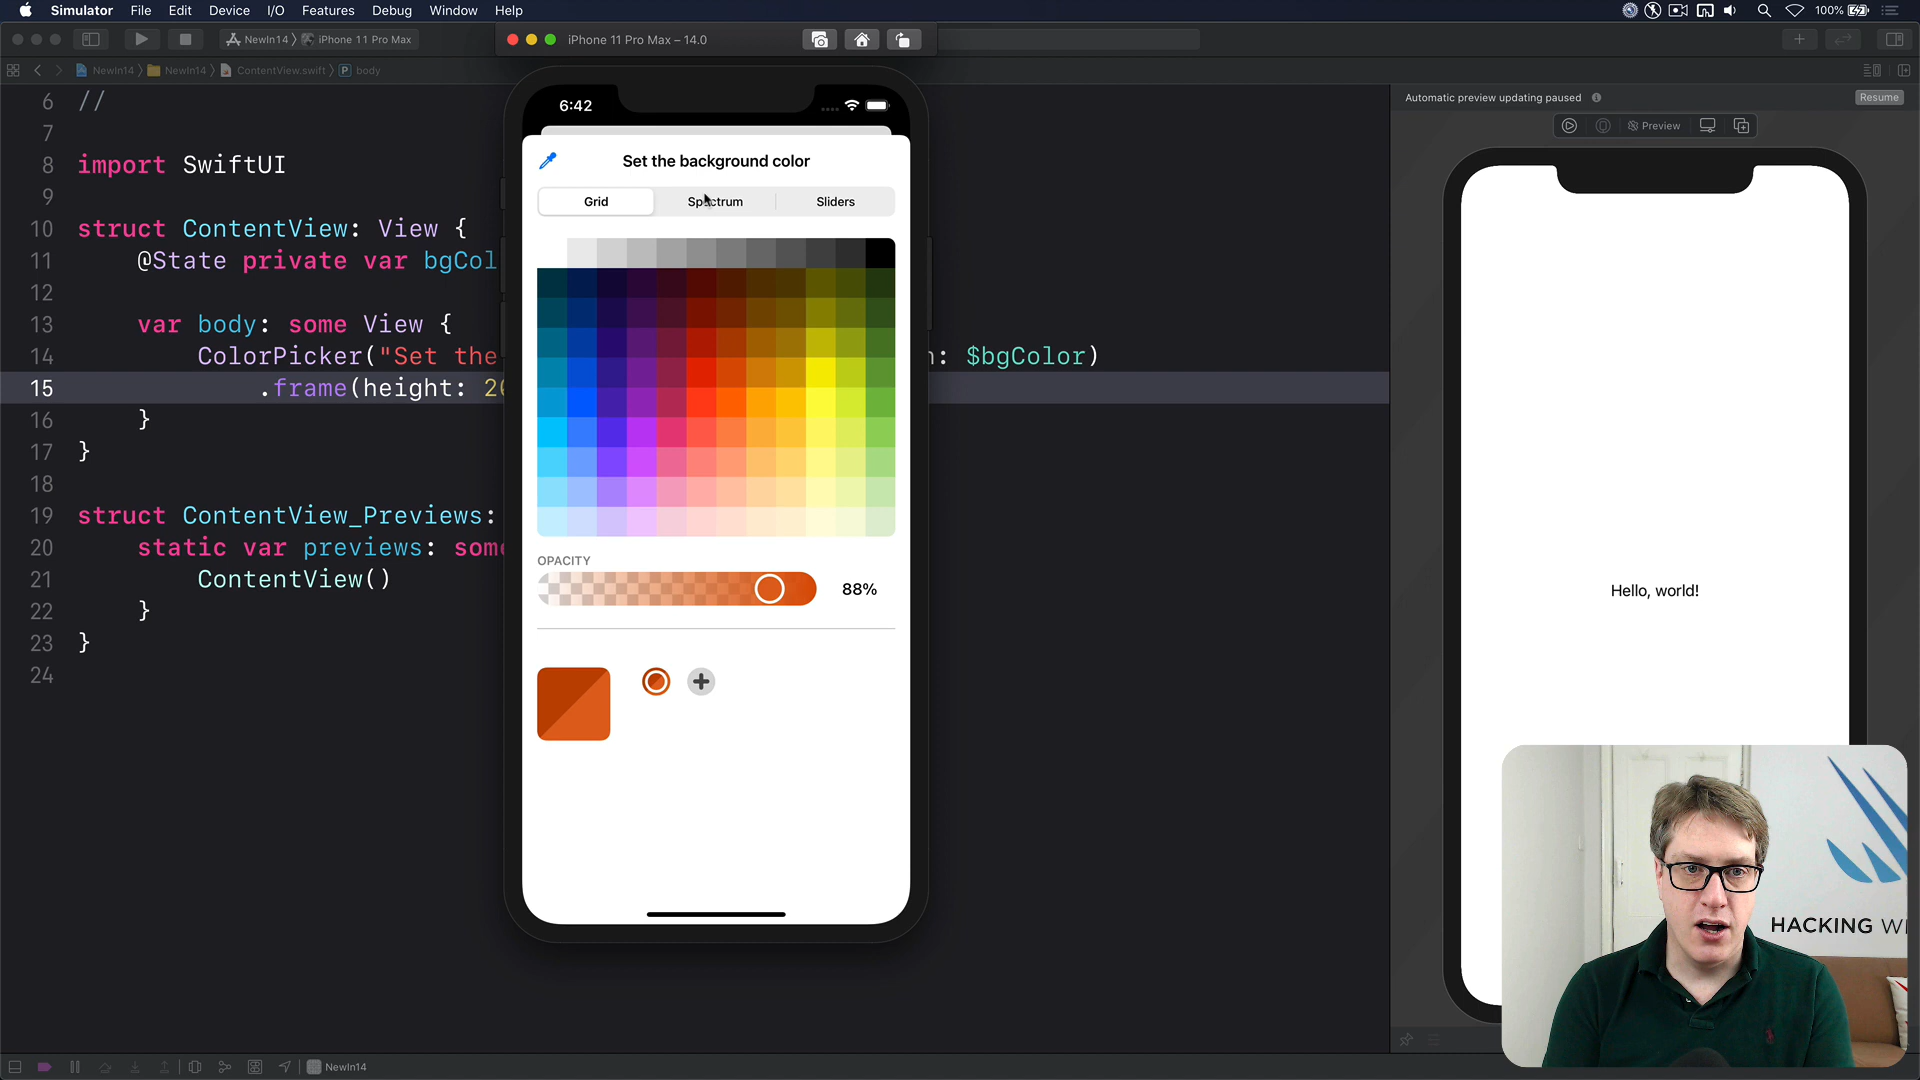 Simulator File Edit Device I/O Features Debug Window Help
100%
NewIn14 iPhone 11 Pro Max
iPhone 11 Pro Max – 14.0
NewIn14 NewIn14 ContentView.swift P body
6 //
7
8 import SwiftUI
9
10 struct ContentView: View {
11 @State private var bgCol
12
13 var body: some View {
14 ColorPicker("Set the n: $bgColor)
15 .frame(height: 20
16 }
17 }
18
19 struct ContentView_Previews:
20 static var previews: some
21 ContentView()
22 }
23 }
24
6:42
Set the background color
Grid Spectrum Sliders
OPACITY
88%
Automatic preview updating paused
Resume
Preview
Hello, world!
HACKING WI
NewIn14